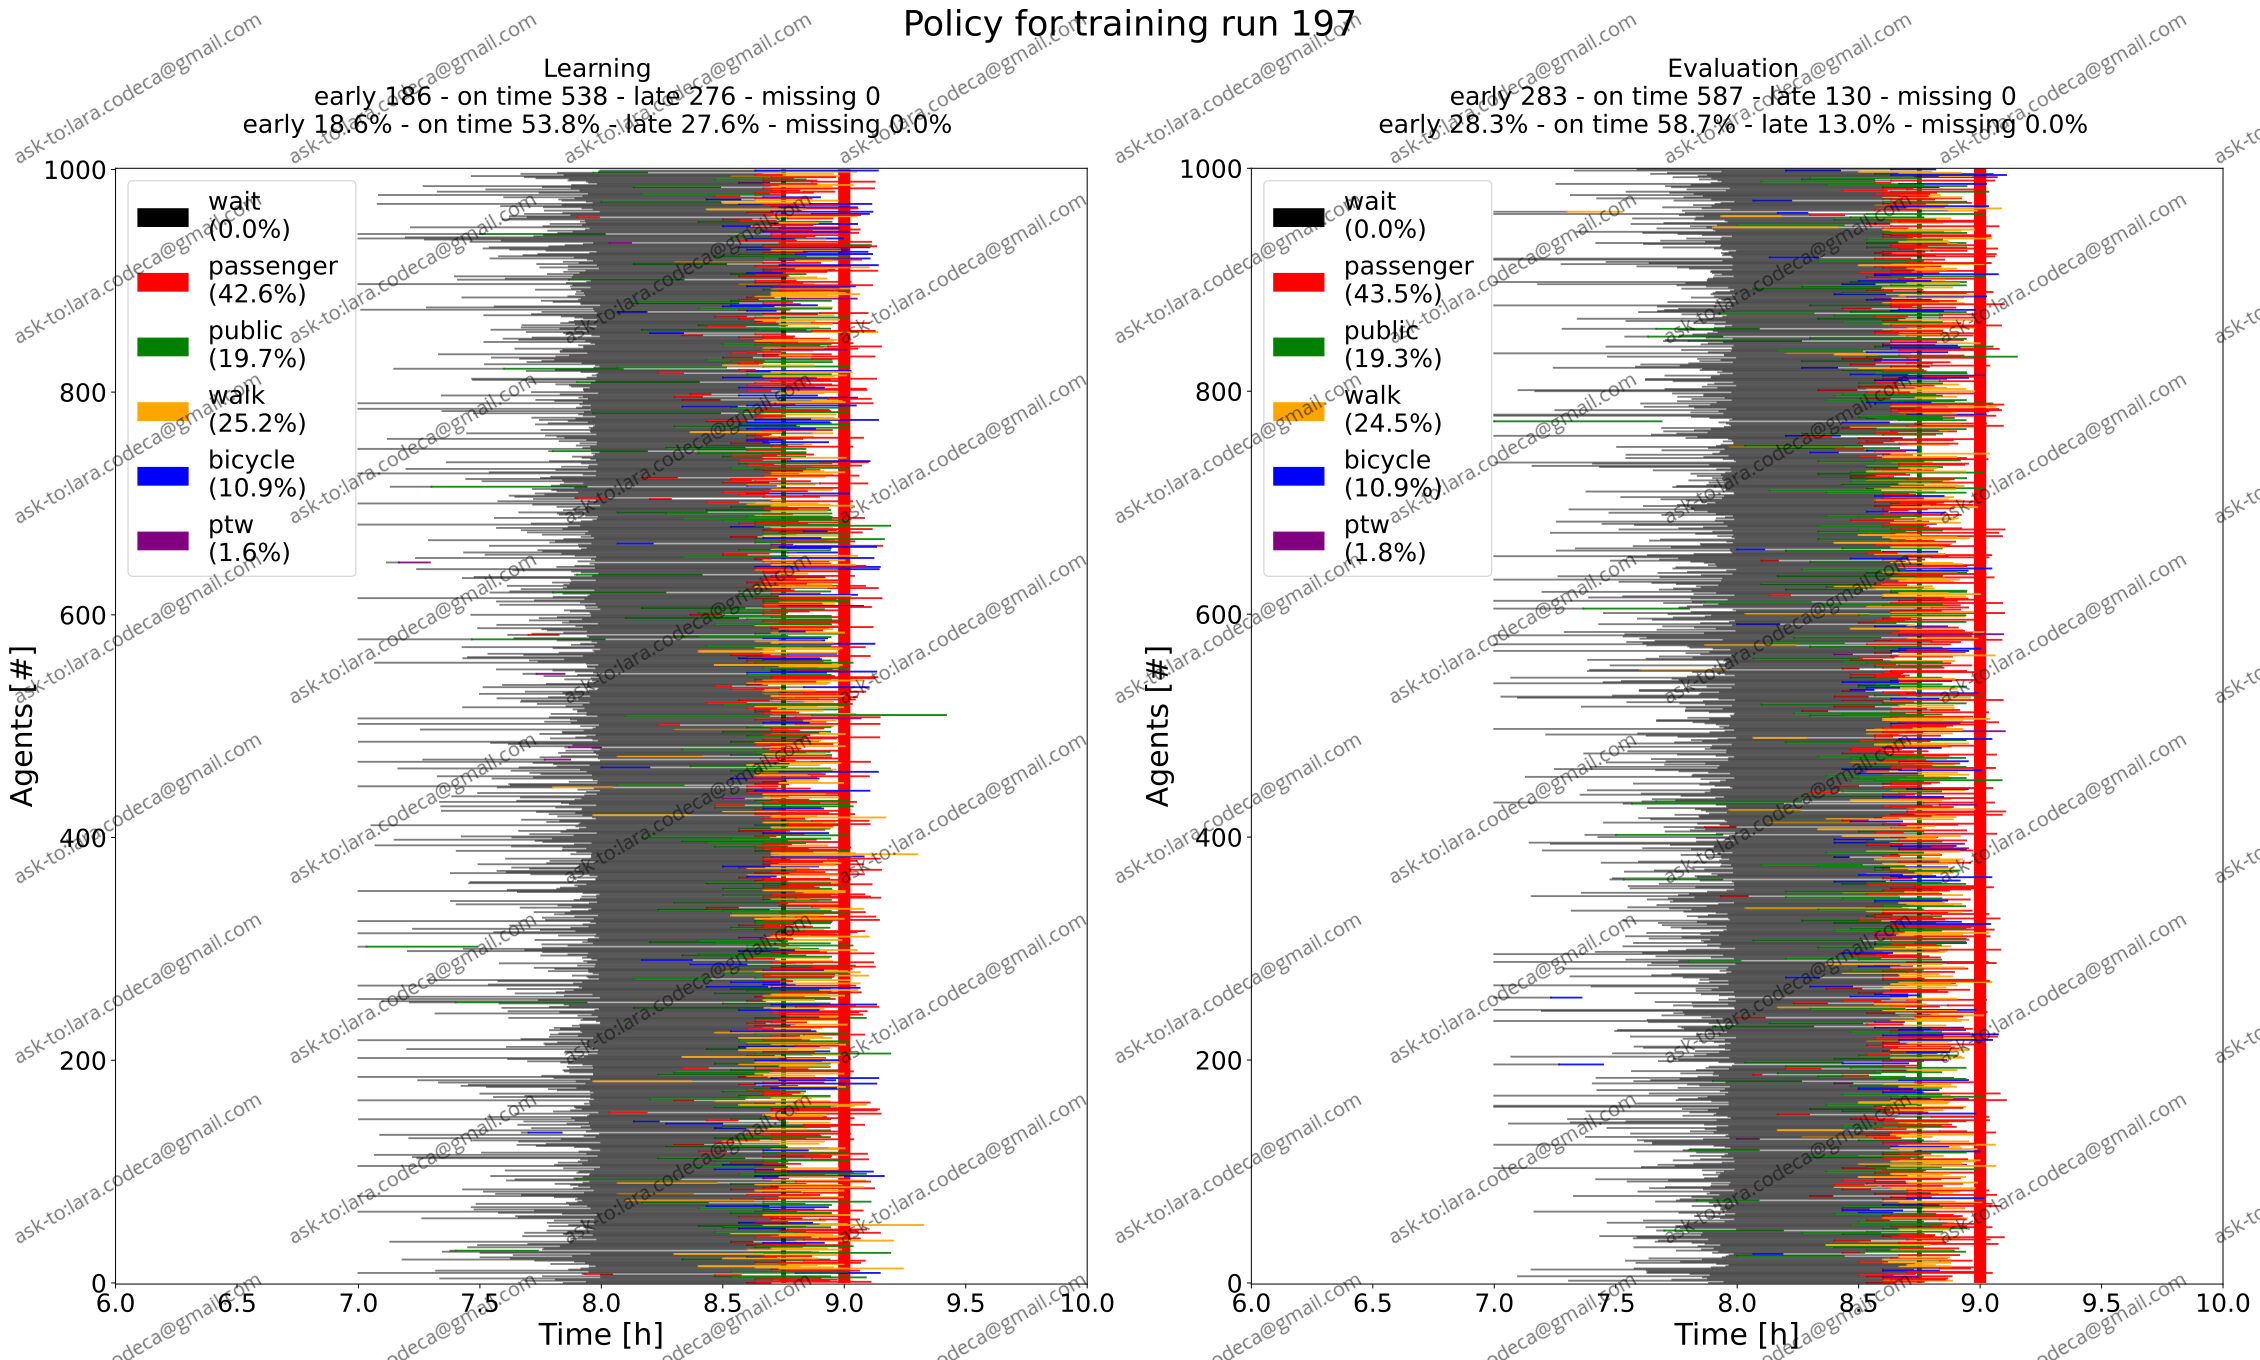 Policy for training run 197
Learning
early 186 - on time 538 - late 276 - missing 0
early 18.6% - on time 53.8% - late 27.6% - missing 0.0%
Agents [#]
1000
800
600
400
200
0
wait
(0.0%)
passenger
(42.6%)
public
(19.7%)
walk
(25.2%)
bicycle
(10.9%)
ptw
(1.6%)
6.0 6.5 7.0 7.5 8.0 8.5 9.0 9.5 10.0
Time [h]
Evaluation
early 283 - on time 587 - late 130 - missing 0
early 28.3% - on time 58.7% - late 13.0% - missing 0.0%
Agents [#]
1000
800
600
400
200
0
wait
(0.0%)
passenger
(43.5%)
public
(19.3%)
walk
(24.5%)
bicycle
(10.9%)
ptw
(1.8%)
6.0 6.5 7.0 7.5 8.0 8.5 9.0 9.5 10.0
Time [h]
ask-to:lara.codeca@gmail.com